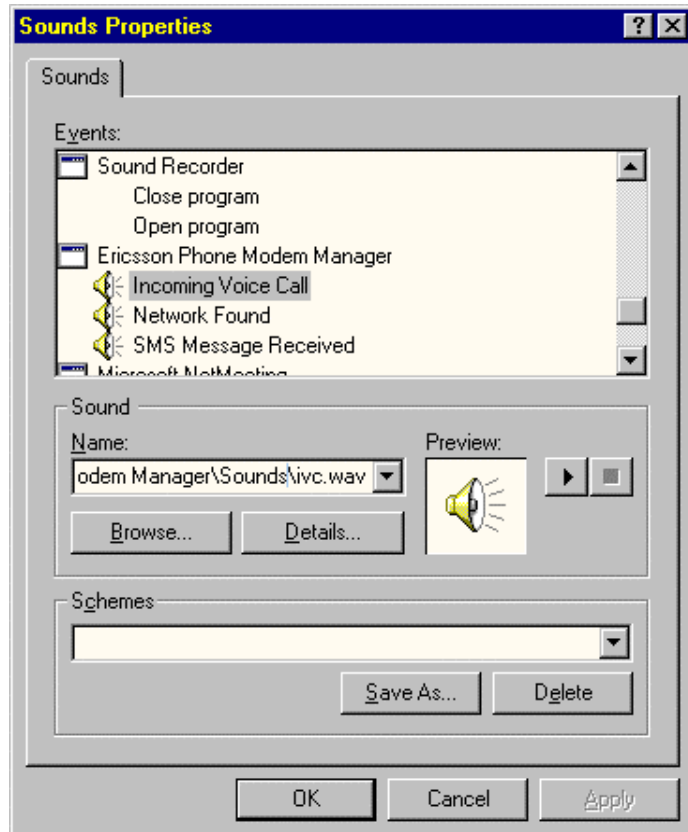 Sounds Properties
Sounds
Events:
Sound Recorder
Close program
Open program
Ericsson Phone Modem Manager
Incoming Voice Call
Network Found
SMS Message Received
Microsoft NetMeeting
Sound
Name:
Preview:
odem Manager\Sounds\ivc.wav
Browse...
Details...
Schemes
Save As...
Delete
OK
Cancel
Apply